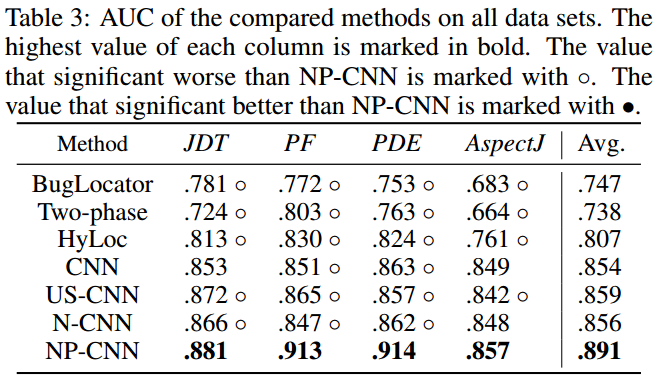 Table 3: AUC of the compared methods on all data sets. The
highest value of each column is marked in bold. The value
that significant worse than NP-CNN is marked with ○. The
value that significant better than NP-CNN is marked with ●.
Method JDT PF PDE AspectJ Avg.
BugLocator .781 ○ .772 ○ .753 ○ .683 ○ .747
Two-phase .724 ○ .803 ○ .763 ○ .664 ○ .738
HyLoc .813 ○ .830 ○ .824 ○ .761 ○ .807
CNN .853 .851 ○ .863 ○ .849 .854
US-CNN .872 ○ .865 ○ .857 ○ .842 ○ .859
N-CNN .866 ○ .847 ○ .862 ○ .848 .856
NP-CNN .881 .913 .914 .857 .891